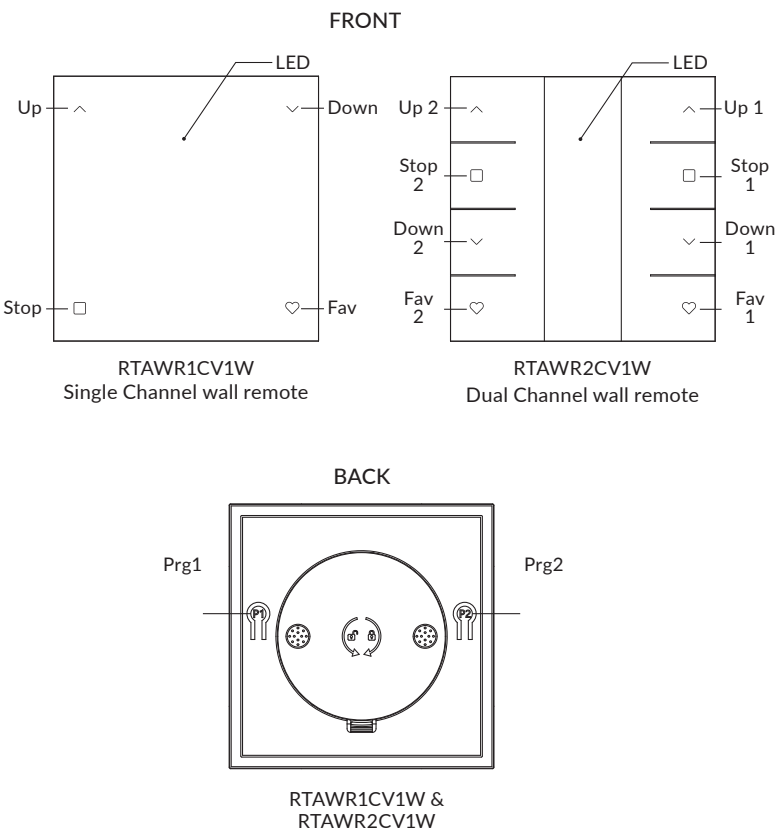 FRONT
LED
LED
Up
Down
Up 2
Up 1
Stop
2
Stop
1
Down
2
Down
1
Stop
Fav
Fav
2
Fav
1
RTAWR1CV1W
Single Channel wall remote
RTAWR2CV1W
Dual Channel wall remote
BACK
Prg1
Prg2
P1
P2
RTAWR1CV1W &
RTAWR2CV1W